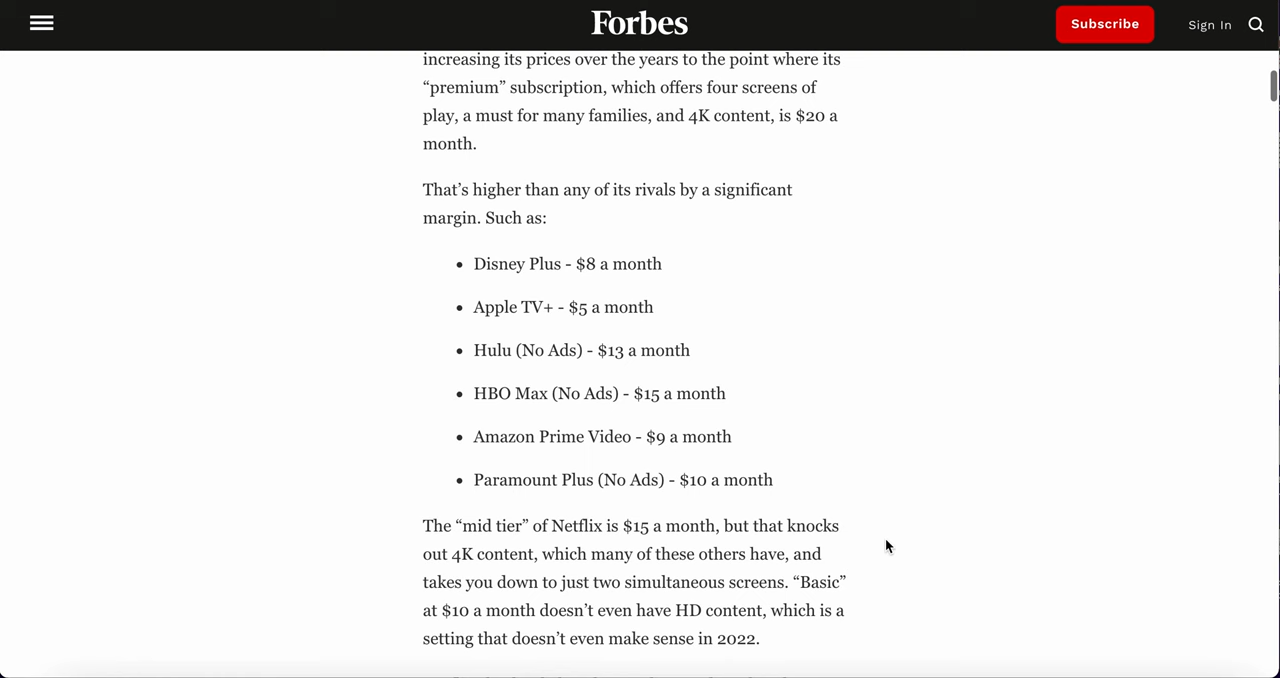 Forbes
Subscribe
Sign In
increasing its prices over the years to the point where its
“premium” subscription, which offers four screens of
play, a must for many families, and 4K content, is $20 a
month.
That’s higher than any of its rivals by a significant
margin. Such as:
• Disney Plus - $8 a month
• Apple TV+ - $5 a month
• Hulu (No Ads) - $13 a month
• HBO Max (No Ads) - $15 a month
• Amazon Prime Video - $9 a month
• Paramount Plus (No Ads) - $10 a month
The “mid tier” of Netflix is $15 a month, but that knocks
out 4K content, which many of these others have, and
takes you down to just two simultaneous screens. “Basic”
at $10 a month doesn’t even have HD content, which is a
setting that doesn’t even make sense in 2022.